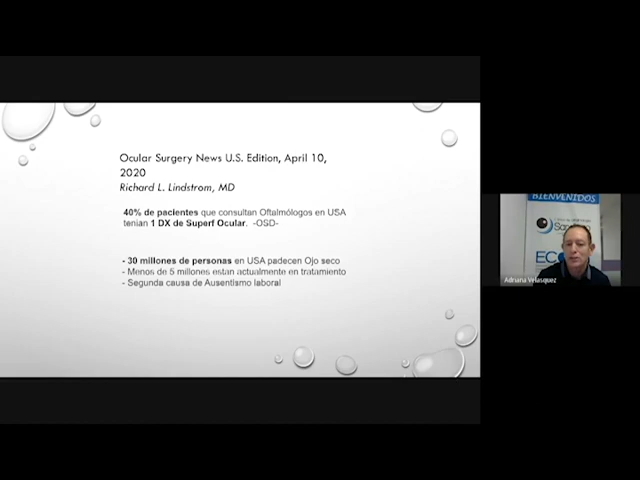 Ocular Surgery News U.S. Edition, April 10,
2020
Richard L. Lindstrom, MD
40% de pacientes que consultan Oftalmólogos en USA
tenian 1 DX de Superf Ocular. -OSD-
- 30 millones de personas en USA padecen Ojo seco
- Menos de 5 millones estan actualmente en tratamiento
- Segunda causa de Ausentismo laboral
BIENVENIDOS
Adriana Velasquez